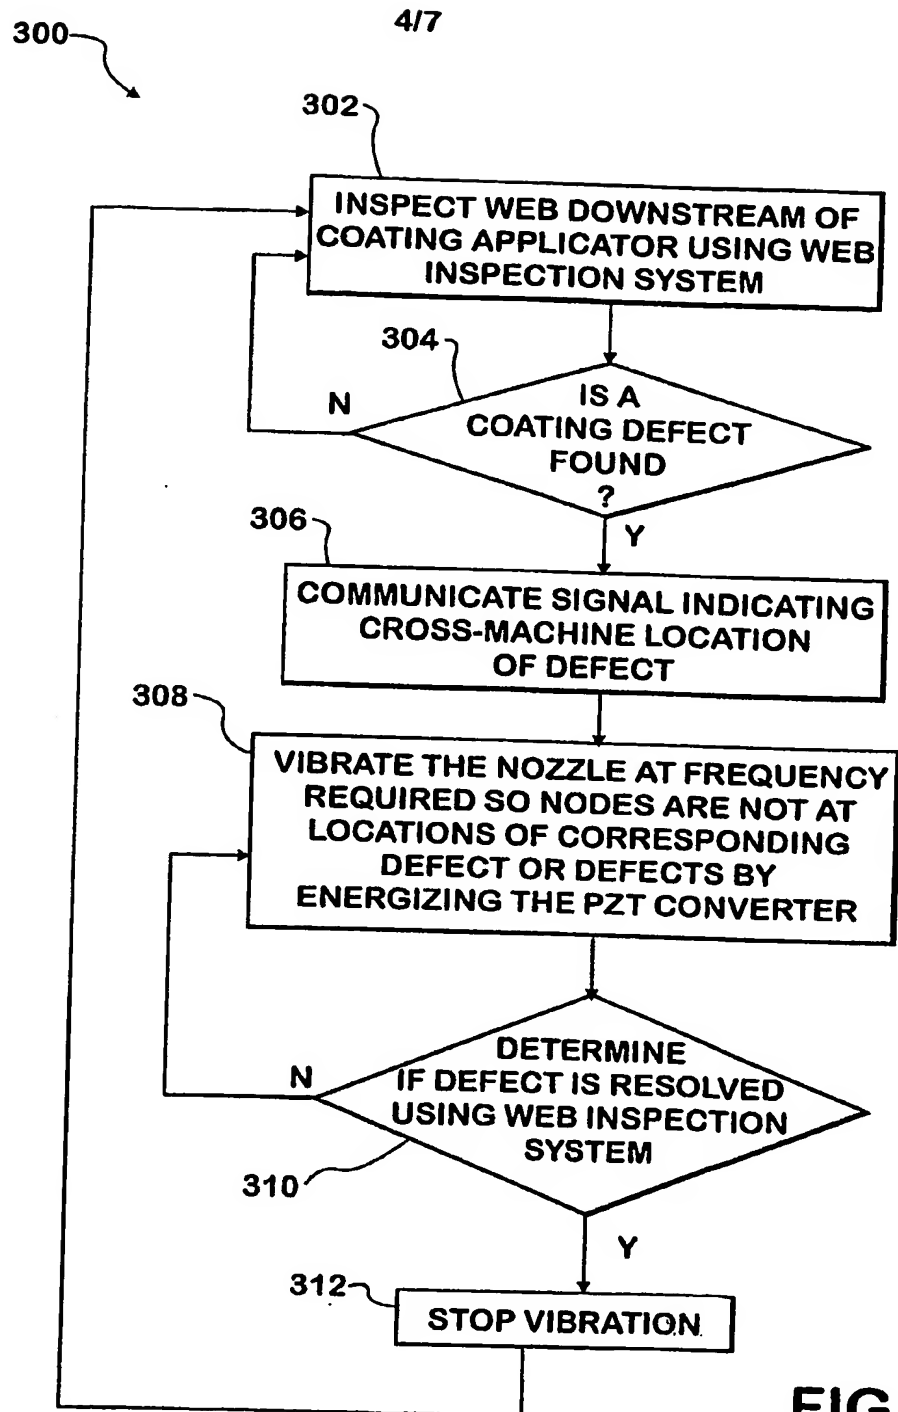 4/7
300
302
INSPECT WEB DOWNSTREAM OF
COATING APPLICATOR USING WEB
INSPECTION SYSTEM
304
N
IS A
COATING DEFECT
FOUND
?
Y
306
COMMUNICATE SIGNAL INDICATING
CROSS-MACHINE LOCATION
OF DEFECT
308
VIBRATE THE NOZZLE AT FREQUENCY
REQUIRED SO NODES ARE NOT AT
LOCATIONS OF CORRESPONDING
DEFECT OR DEFECTS BY
ENERGIZING THE PZT CONVERTER
N
DETERMINE
IF DEFECT IS RESOLVED
USING WEB INSPECTION
SYSTEM
310
Y
312
STOP VIBRATION
FIG